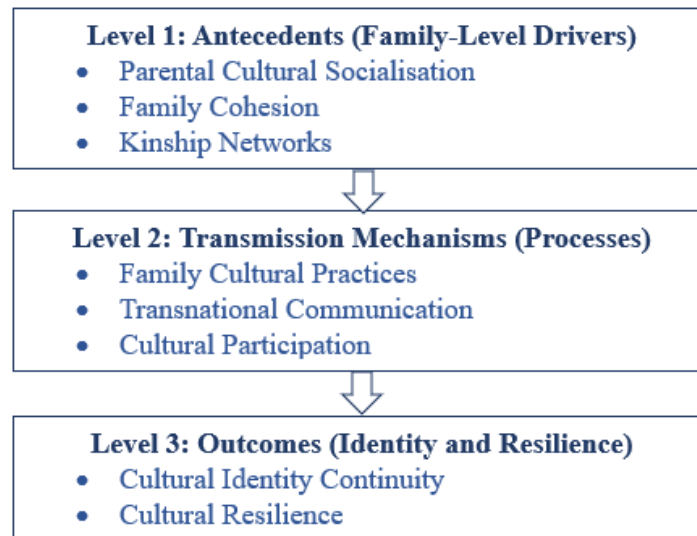 Level 1: Antecedents (Family-Level Drivers)
• Parental Cultural Socialisation
• Family Cohesion
• Kinship Networks
Level 2: Transmission Mechanisms (Processes)
• Family Cultural Practices
• Transnational Communication
• Cultural Participation
Level 3: Outcomes (Identity and Resilience)
• Cultural Identity Continuity
• Cultural Resilience